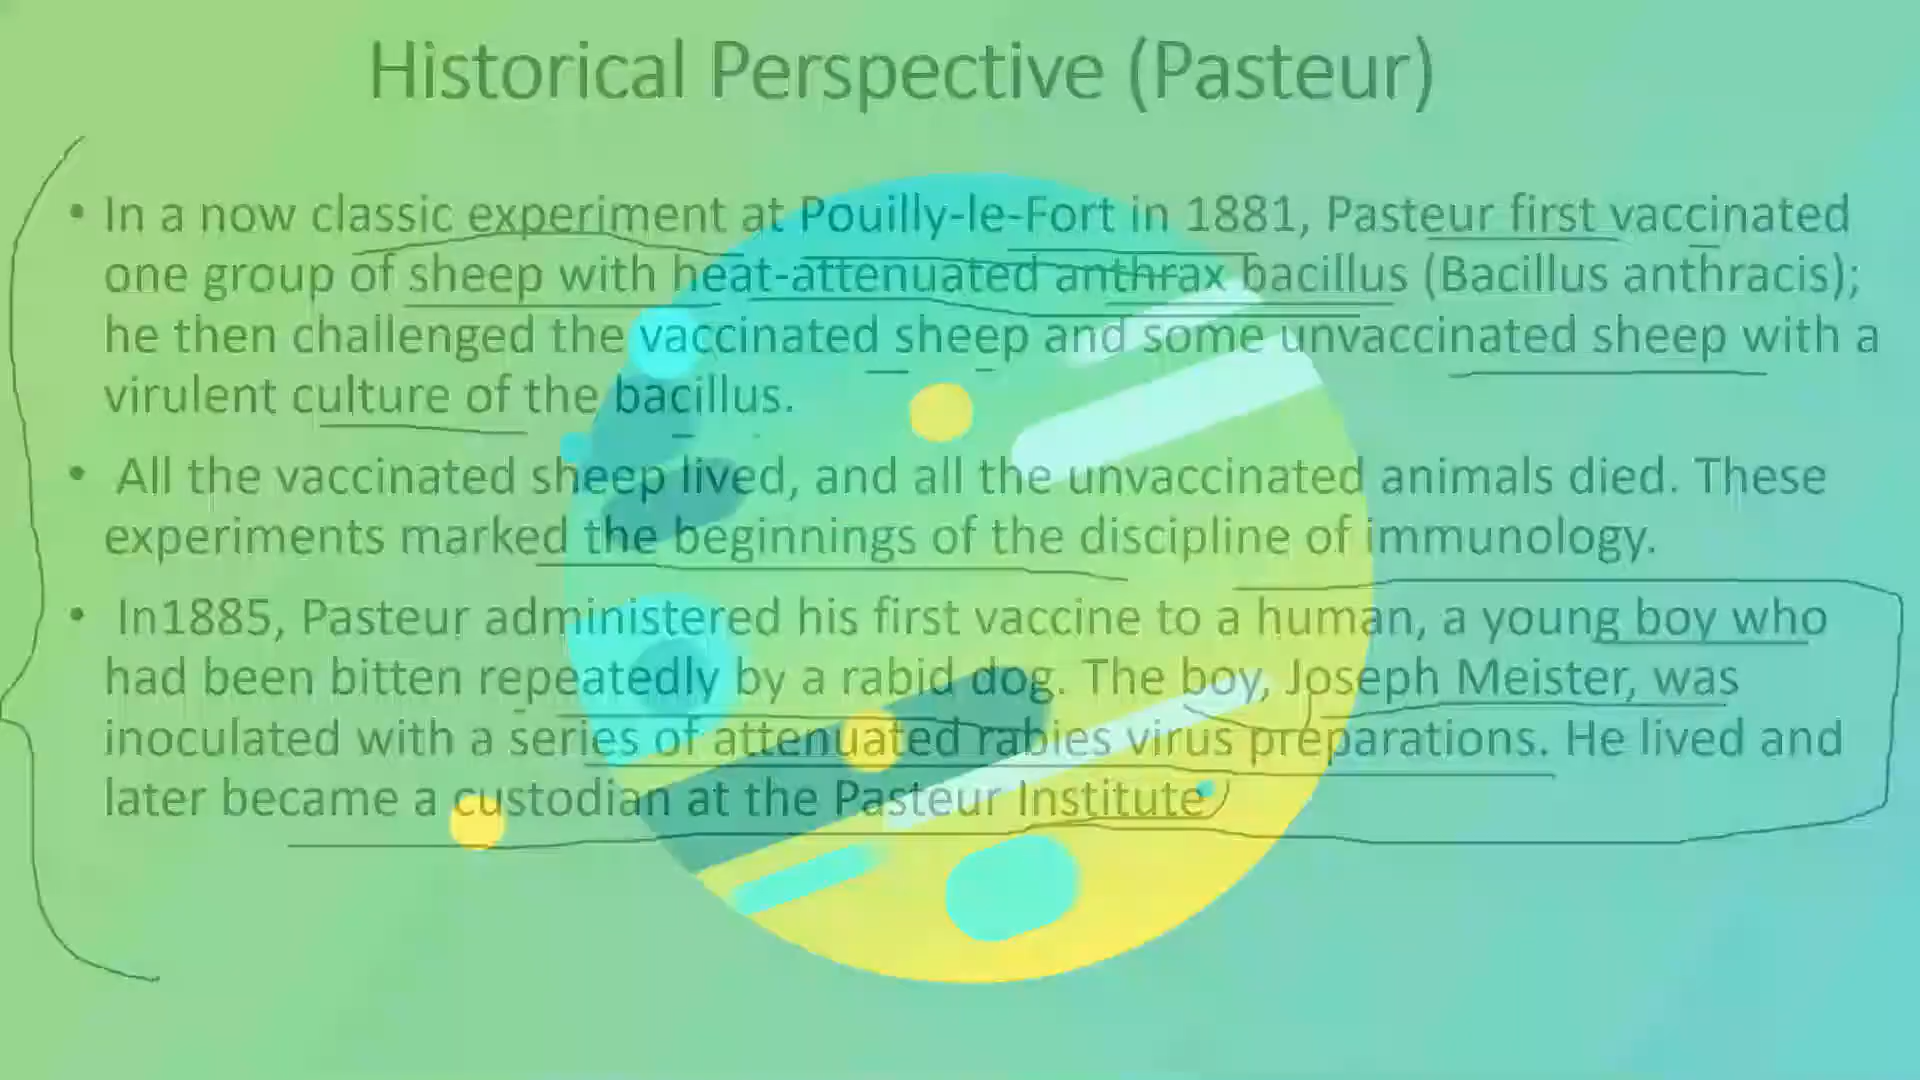 Historical Perspective (Pasteur)
• In a now classic experiment at Pouilly-le-Fort in 1881, Pasteur first vaccinated
one group of sheep with heat-attenuated anthrax bacillus (Bacillus anthracis);
he then challenged the vaccinated sheep and some unvaccinated sheep with a
virulent culture of the bacillus.
• All the vaccinated sheep lived, and all the unvaccinated animals died. These
experiments marked the beginnings of the discipline of immunology.
• In1885, Pasteur administered his first vaccine to a human, a young boy who
had been bitten repeatedly by a rabid dog. The boy, Joseph Meister, was
inoculated with a series of attenuated rabies virus preparations. He lived and
later became a custodian at the Pasteur Institute